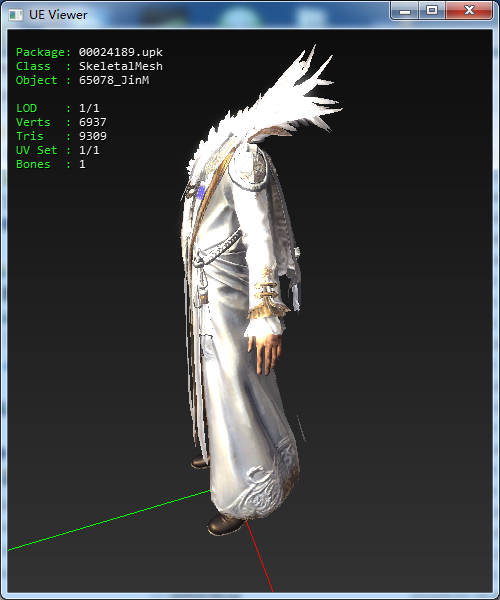 UE Viewer
Package: 00024189.upk
Class : SkeletalMesh
Object : 65078_JinM
LOD : 1/1
Verts : 6937
Tris : 9309
UV Set : 1/1
Bones : 1